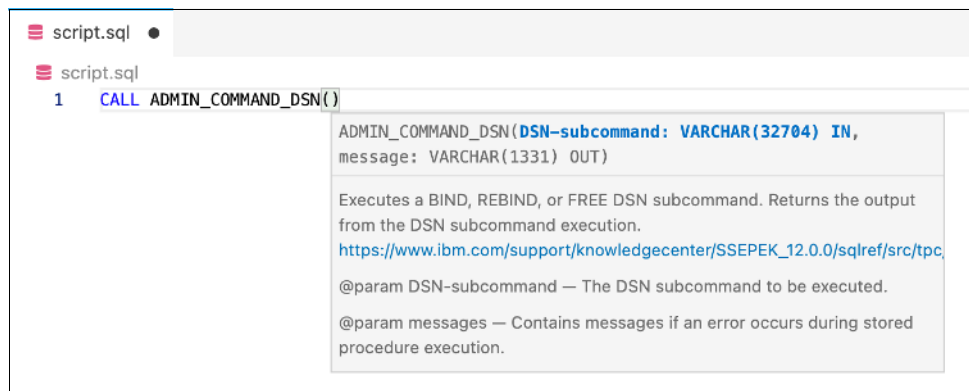 script.sql ●
script.sql
1 CALL ADMIN_COMMAND_DSN()
ADMIN_COMMAND_DSN(DSN-subcommand: VARCHAR(32704) IN,
message: VARCHAR(1331) OUT)
Executes a BIND, REBIND, or FREE DSN subcommand. Returns the output
from the DSN subcommand execution.
https://www.ibm.com/support/knowledgecenter/SSEPEK_12.0.0/sqlref/src/tpc/
@param DSN-subcommand — The DSN subcommand to be executed.
@param messages — Contains messages if an error occurs during stored
procedure execution.